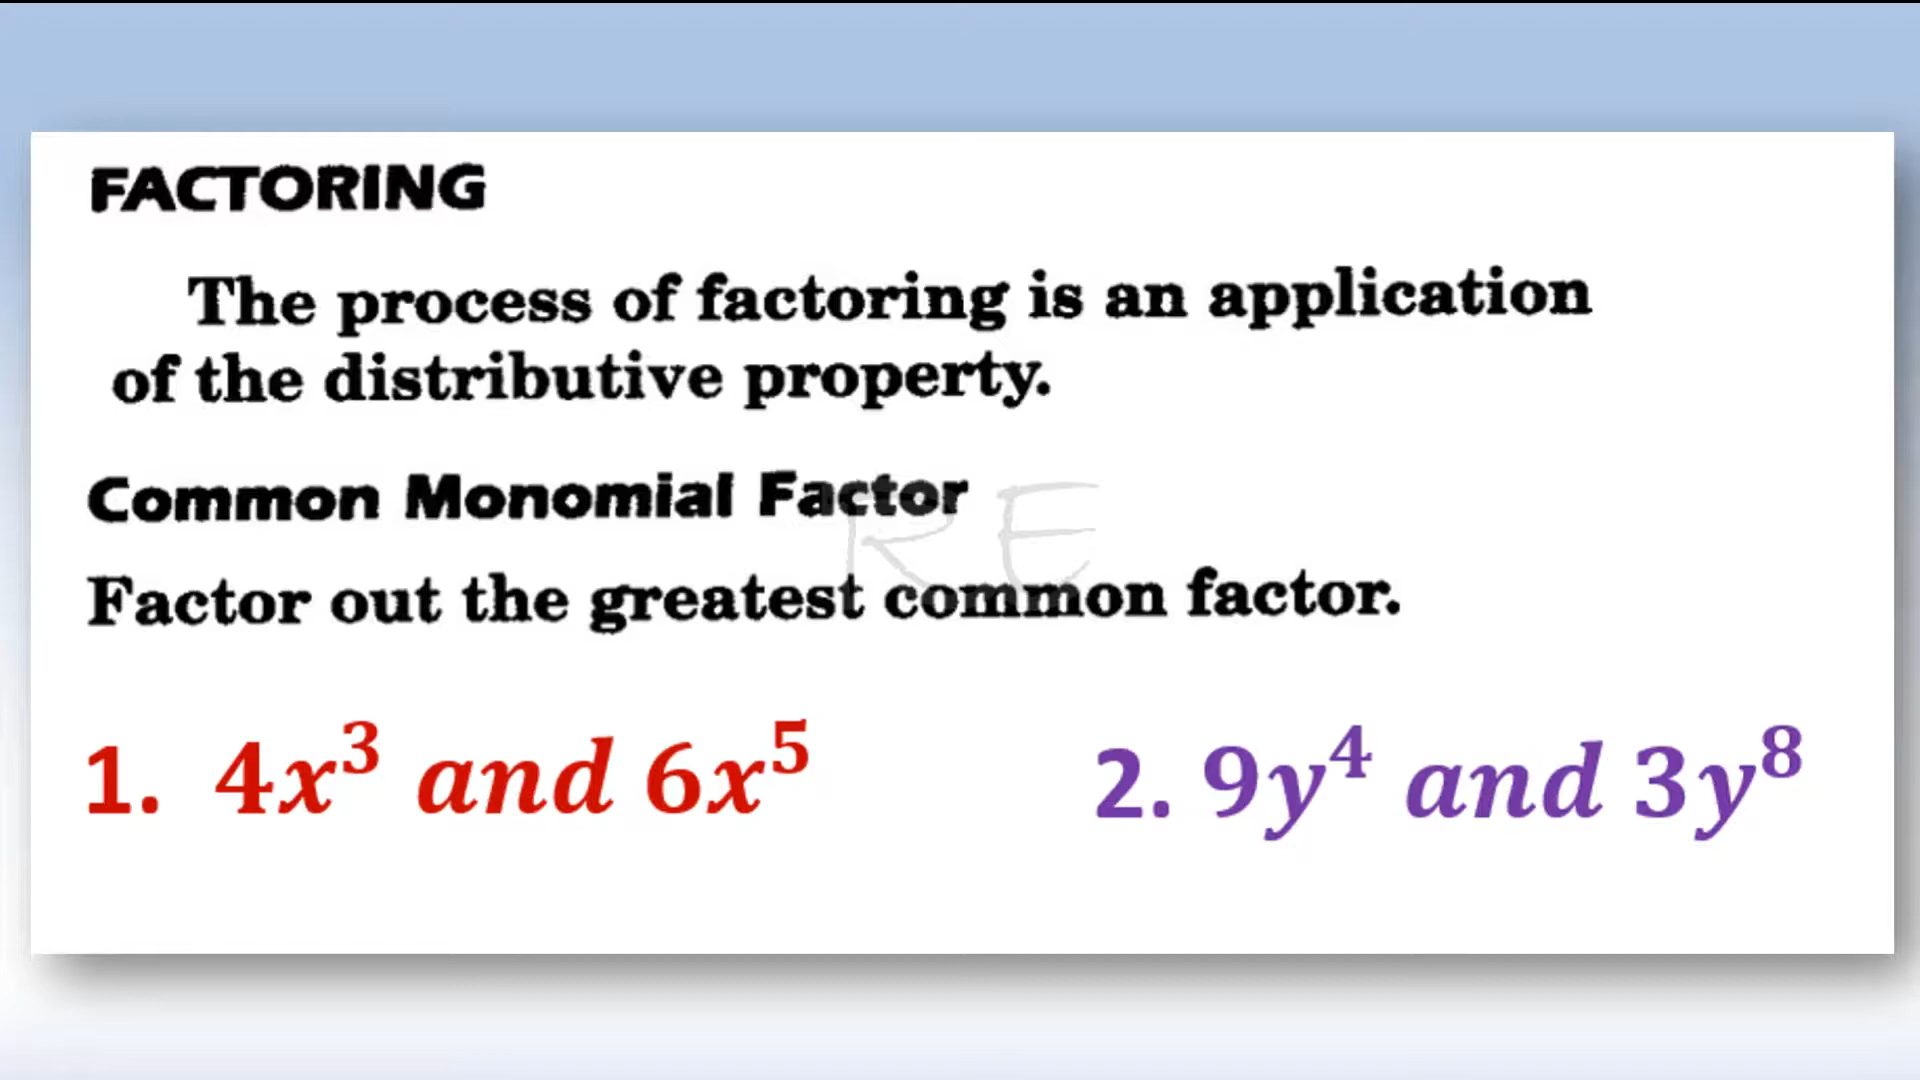 FACTORING
The process of factoring is an application
of the distributive property.
Common Monomial Factor
RE
Factor out the greatest common factor.
1. 4x³ and 6x⁵
2. 9y⁴ and 3y⁸